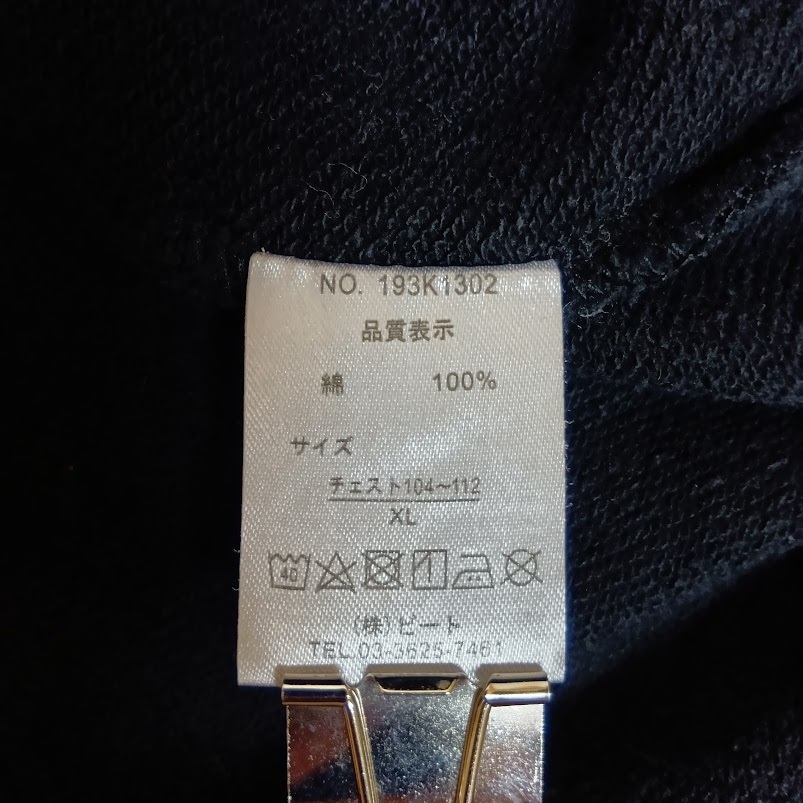 NO. 193K1302
品質表示
綿 100%
サイズ
チェスト104〜112
XL
40
(株)ビート
TEL.03-3625-7461